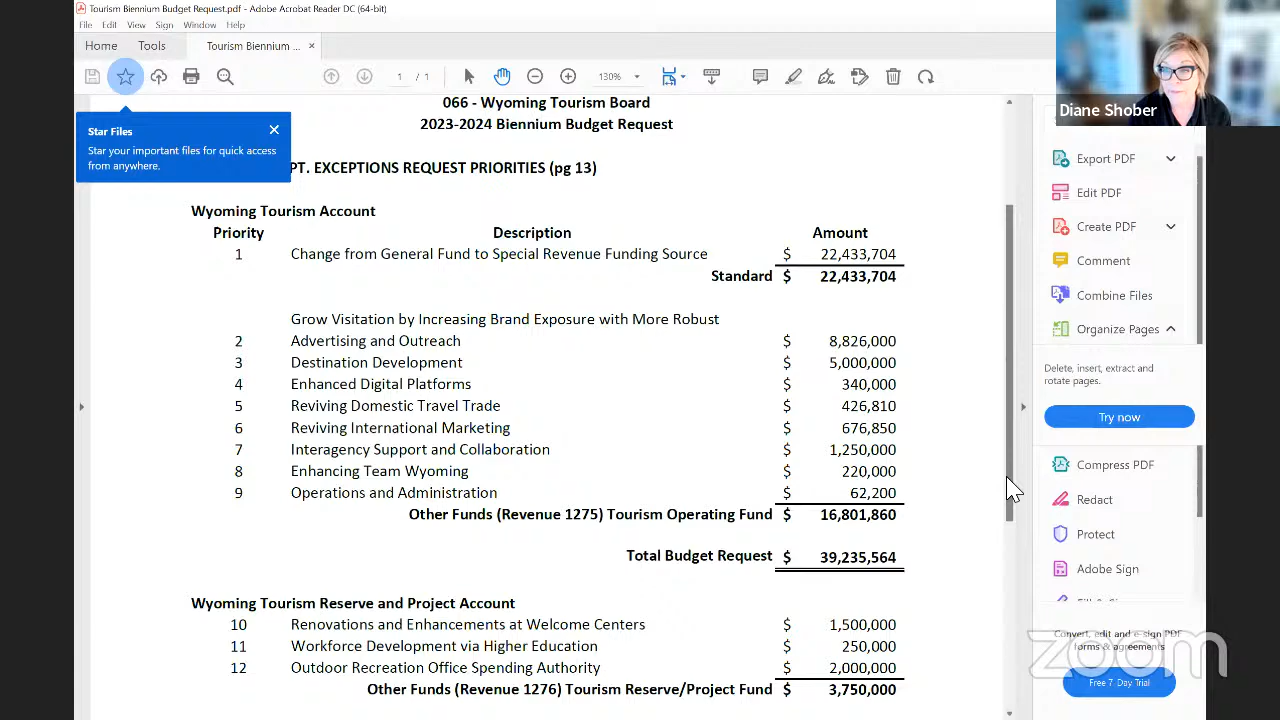 Tourism Biennium Budget Request.pdf - Adobe Acrobat Reader DC (64-bit)
File Edit View Sign Window Help
Home Tools Tourism Biennium ... ×
1 / 1 130%
Diane Shober
Star Files ×
Star your important files for quick access
from anywhere.
066 - Wyoming Tourism Board
2023-2024 Biennium Budget Request
PT. EXCEPTIONS REQUEST PRIORITIES (pg 13)
Wyoming Tourism Account
Priority Description Amount
1 Change from General Fund to Special Revenue Funding Source $ 22,433,704
Standard $ 22,433,704
Grow Visitation by Increasing Brand Exposure with More Robust
2 Advertising and Outreach $ 8,826,000
3 Destination Development $ 5,000,000
4 Enhanced Digital Platforms $ 340,000
5 Reviving Domestic Travel Trade $ 426,810
6 Reviving International Marketing $ 676,850
7 Interagency Support and Collaboration $ 1,250,000
8 Enhancing Team Wyoming $ 220,000
9 Operations and Administration $ 62,200
Other Funds (Revenue 1275) Tourism Operating Fund $ 16,801,860
Total Budget Request $ 39,235,564
Wyoming Tourism Reserve and Project Account
10 Renovations and Enhancements at Welcome Centers $ 1,500,000
11 Workforce Development via Higher Education $ 250,000
12 Outdoor Recreation Office Spending Authority $ 2,000,000
Other Funds (Revenue 1276) Tourism Reserve/Project Fund $ 3,750,000
Export PDF
Edit PDF
Create PDF
Comment
Combine Files
Organize Pages
Delete, insert, extract and
rotate pages.
Try now
Compress PDF
Redact
Protect
Adobe Sign
Convert, edit and e-sign PDF
forms & agreements
Free 7-Day Trial
zoom